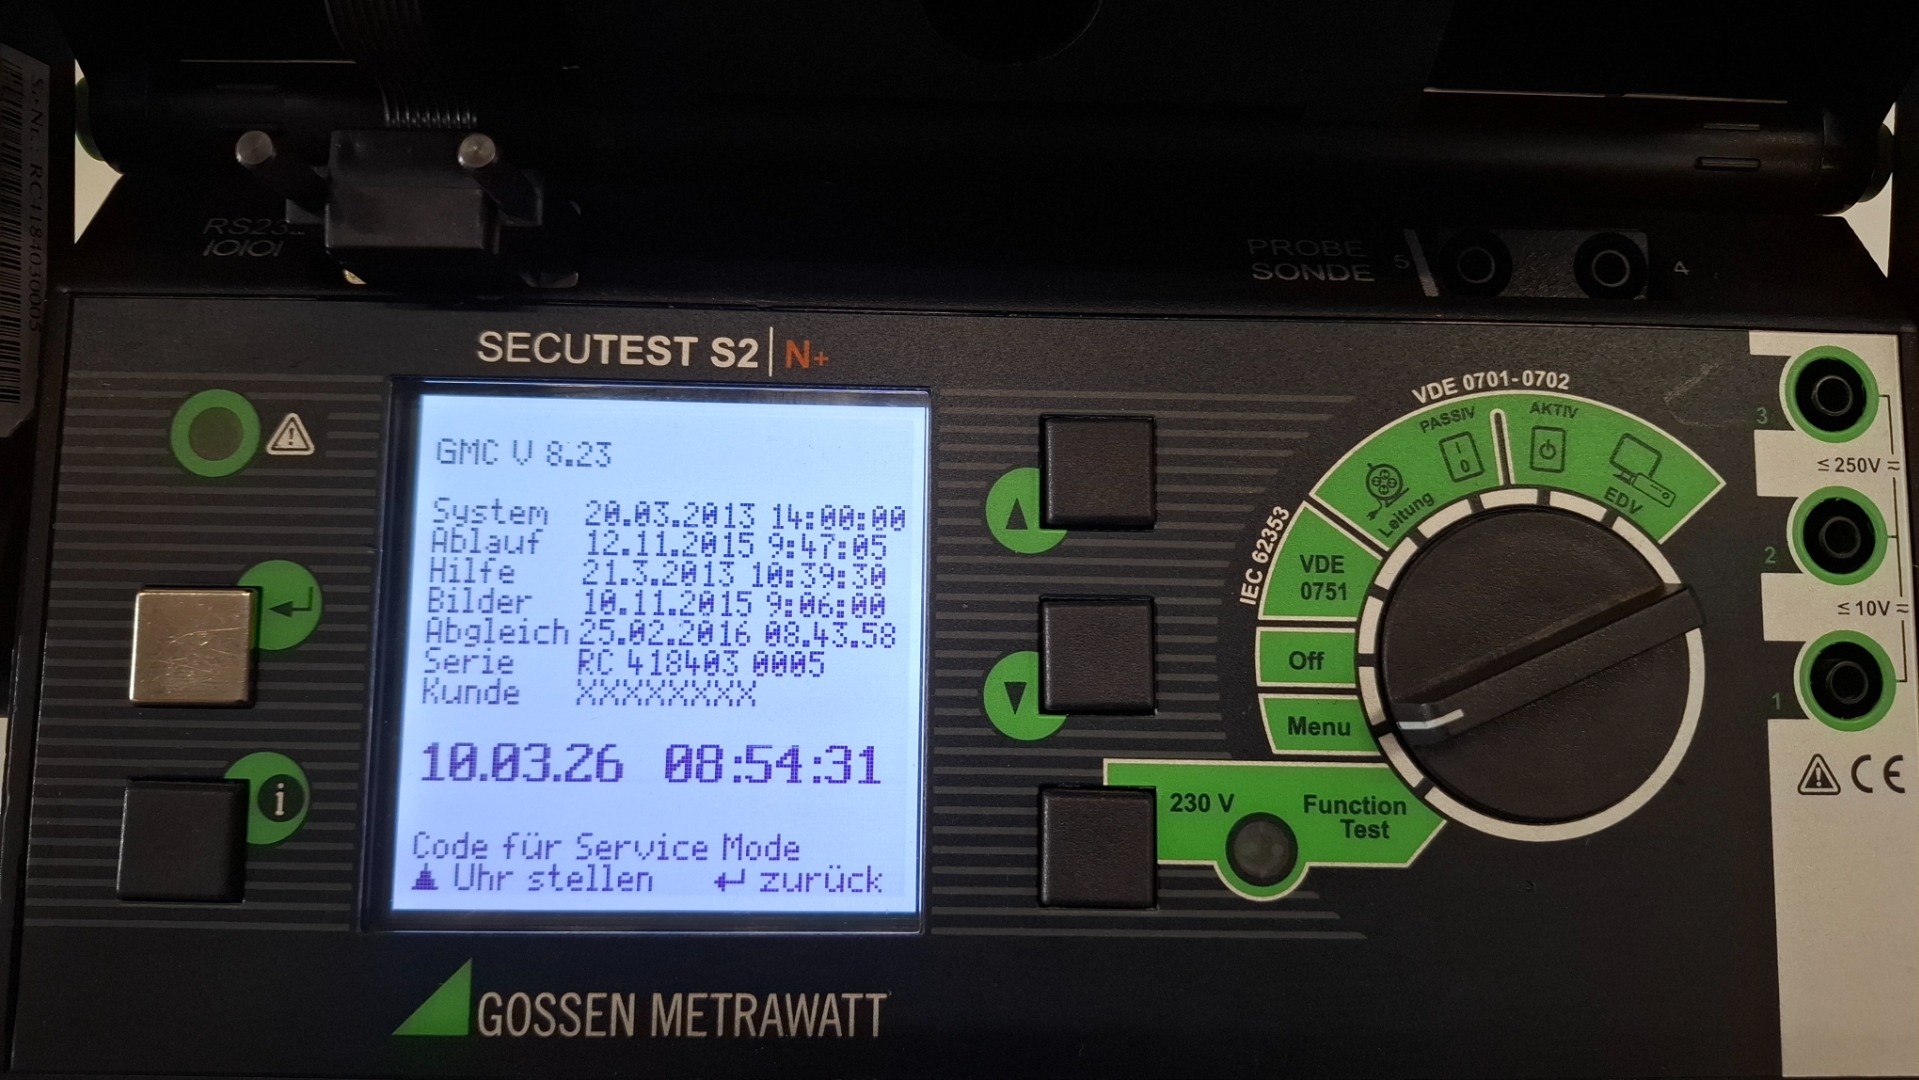 S-Nr.: RC4184030005
RS232
IOIOI
PROBE
SONDE
5
4
SECUTEST S2 | N+
GMC V 8.23
System 20.03.2013 14:00:00
Ablauf 12.11.2015 9:47:05
Hilfe 21.3.2013 10:39:30
Bilder 10.11.2015 9:06:00
Abgleich 25.02.2016 08.43.58
Serie RC 418403 0005
Kunde XXXXXXXX
10.03.26 08:54:31
Code für Service Mode
▲ Uhr stellen ↵ zurück
i
GOSSEN METRAWATT
VDE 0701-0702
PASSIV
AKTIV
I
0
Leitung
EDV
IEC 62353
VDE
0751
Off
Menu
230 V
Function
Test
3
≤ 250V ≂
2
≤ 10V ≂
1
CE